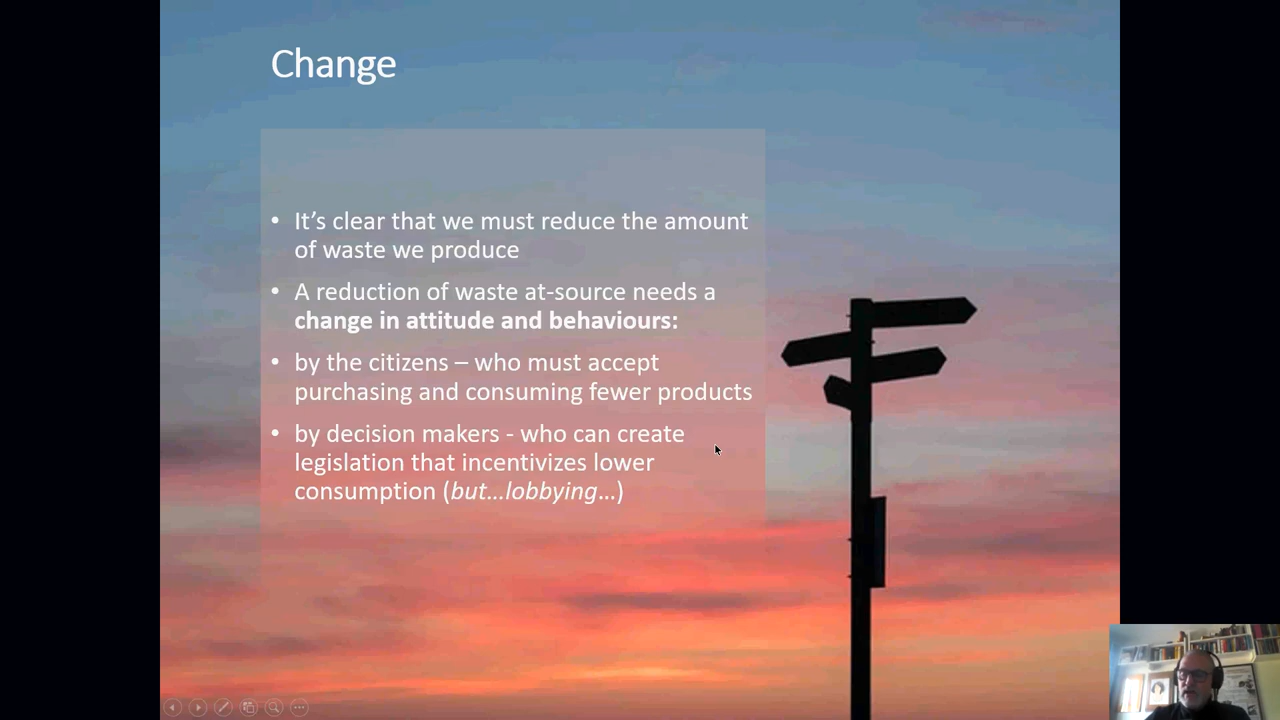 Change
• It’s clear that we must reduce the amount
of waste we produce
• A reduction of waste at-source needs a
change in attitude and behaviours:
• by the citizens – who must accept
purchasing and consuming fewer products
• by decision makers - who can create
legislation that incentivizes lower
consumption (but...lobbying...)